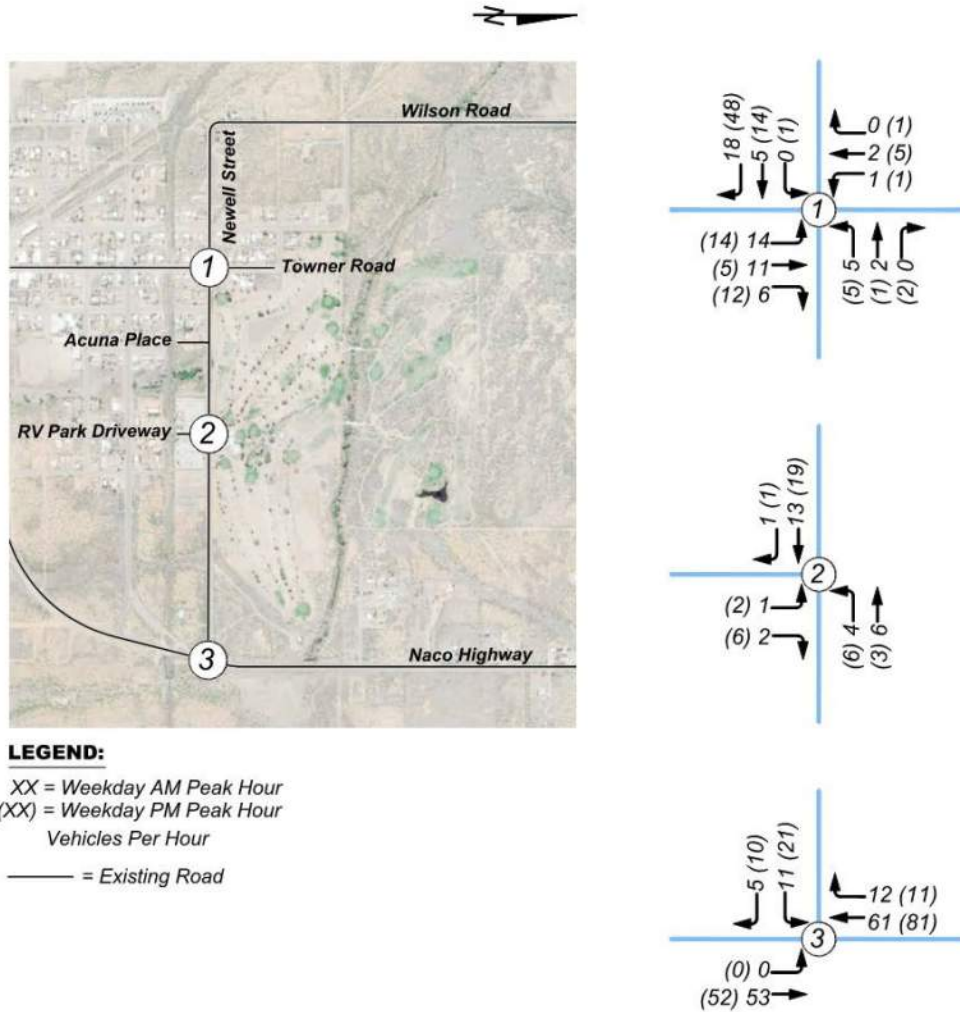 N
Wilson Road
Newell Street
1
Towner Road
Acuna Place
RV Park Driveway
2
3
Naco Highway
LEGEND:
XX = Weekday AM Peak Hour
(XX) = Weekday PM Peak Hour
Vehicles Per Hour
= Existing Road
18 (48)
5 (14)
0 (1)
0 (1)
2 (5)
1 (1)
1
(14) 14
(5) 11
(12) 6
(5) 5
(1) 2
(2) 0
1 (1)
13 (19)
2
(2) 1
(6) 2
(6) 4
(3) 6
5 (10)
11 (21)
12 (11)
61 (81)
3
(0) 0
(52) 53